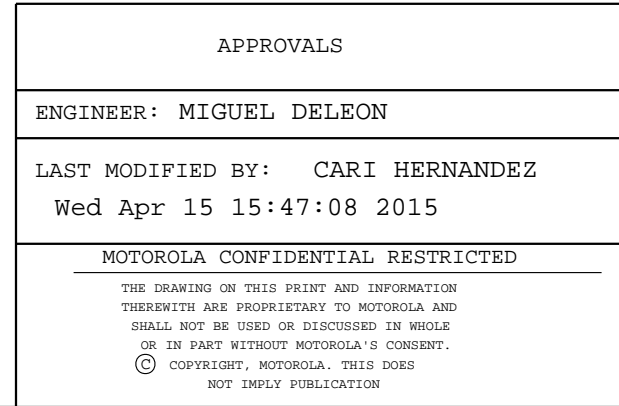 APPROVALS
ENGINEER: MIGUEL DELEON
LAST MODIFIED BY: CARI HERNANDEZ
Wed Apr 15 15:47:08 2015
MOTOROLA CONFIDENTIAL RESTRICTED
THE DRAWING ON THIS PRINT AND INFORMATION
THEREWITH ARE PROPRIETARY TO MOTOROLA AND
SHALL NOT BE USED OR DISCUSSED IN WHOLE
OR IN PART WITHOUT MOTOROLA'S CONSENT.
© COPYRIGHT, MOTOROLA. THIS DOES
NOT IMPLY PUBLICATION